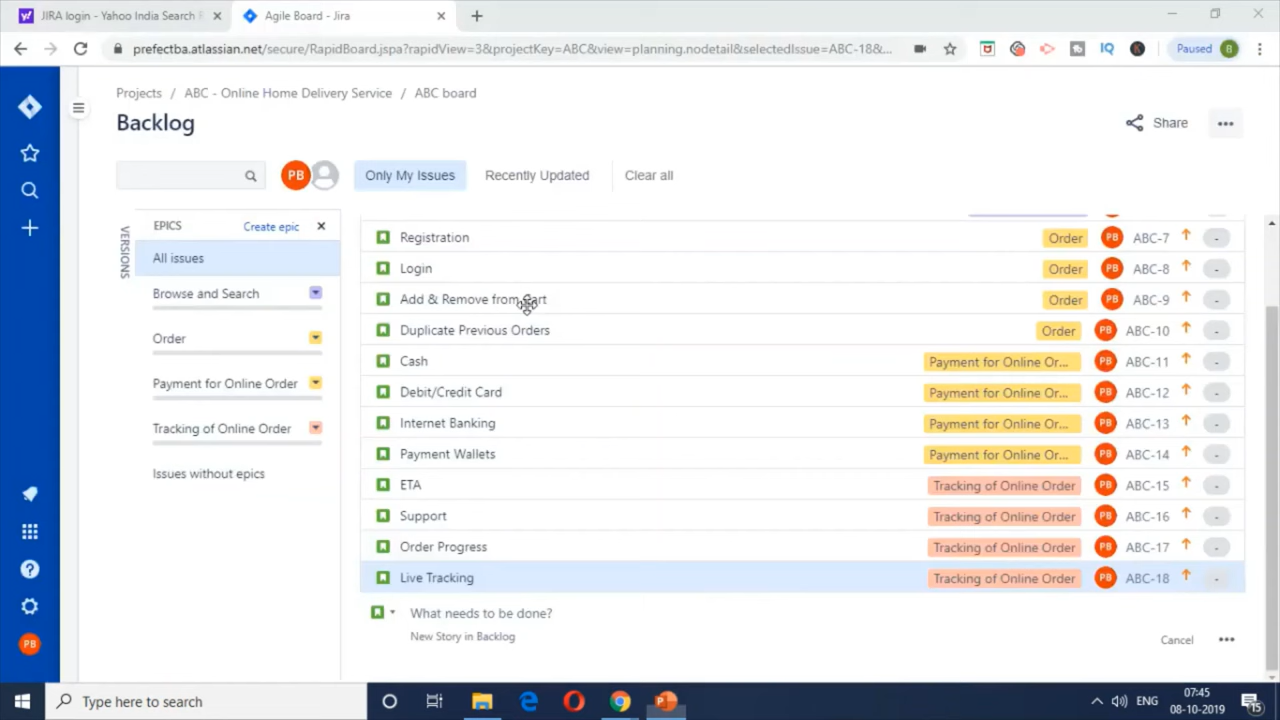 JIRA login - Yahoo India Search R
Agile Board - Jira
prefectba.atlassian.net/secure/RapidBoard.jspa?rapidView=3&projectKey=ABC&view=planning.nodetail&selectedIssue=ABC-18&...
IQ
K
Paused
B
Projects / ABC - Online Home Delivery Service / ABC board
Backlog
Share
PB
Only My Issues
Recently Updated
Clear all
VERSIONS
EPICS
Create epic
All issues
Browse and Search
Order
Payment for Online Order
Tracking of Online Order
Issues without epics
Registration Order PB ABC-7 -
Login Order PB ABC-8 -
Add & Remove from Cart Order PB ABC-9 -
Duplicate Previous Orders Order PB ABC-10 -
Cash Payment for Online Or... PB ABC-11 -
Debit/Credit Card Payment for Online Or... PB ABC-12 -
Internet Banking Payment for Online Or... PB ABC-13 -
Payment Wallets Payment for Online Or... PB ABC-14 -
ETA Tracking of Online Order PB ABC-15 -
Support Tracking of Online Order PB ABC-16 -
Order Progress Tracking of Online Order PB ABC-17 -
Live Tracking Tracking of Online Order PB ABC-18 -
What needs to be done?
New Story in Backlog
Cancel
PB
Type here to search
ENG
07:45
08-10-2019
15